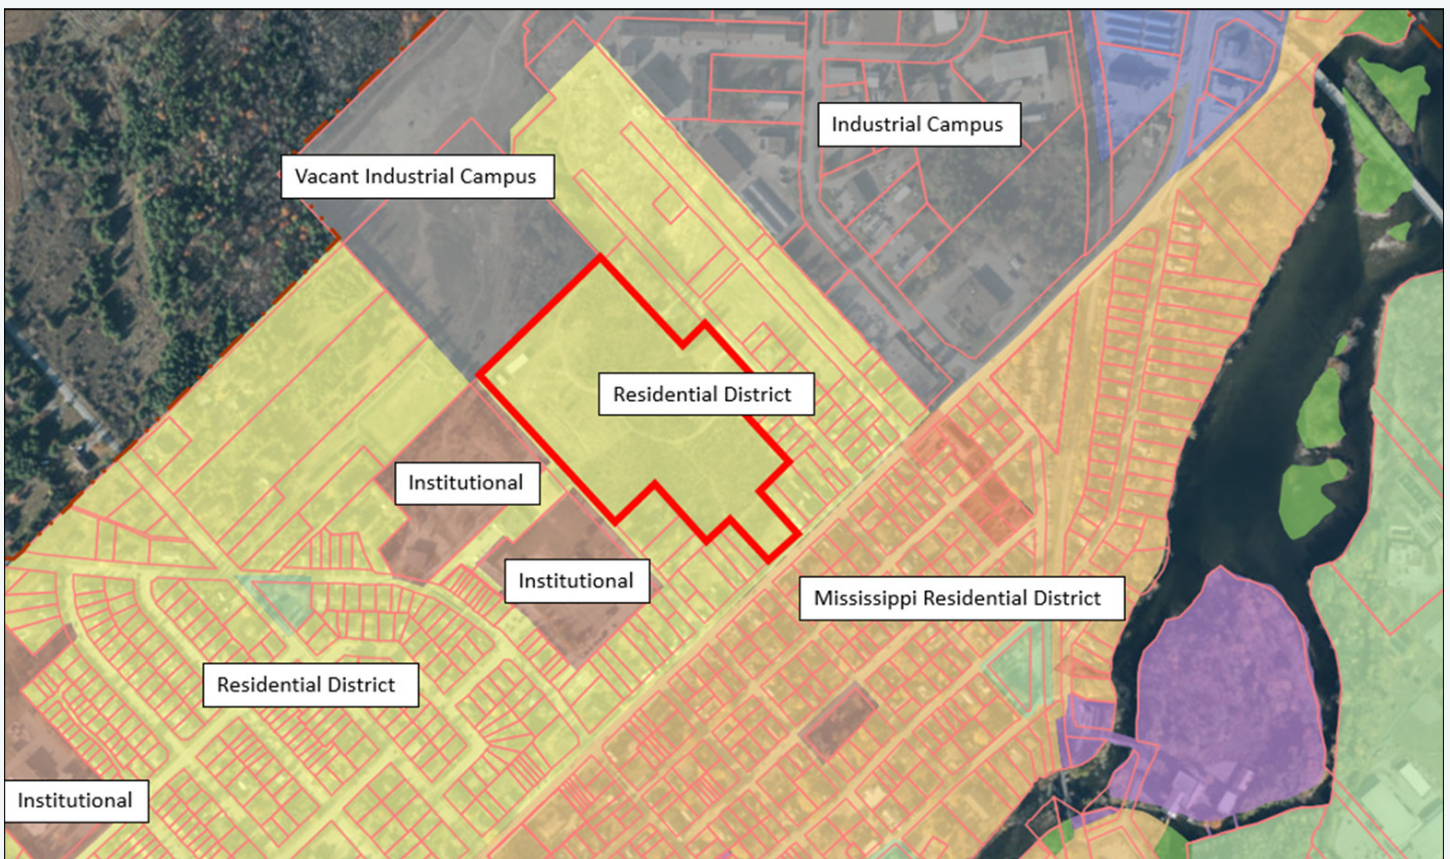 Industrial Campus
Vacant Industrial Campus
Residential District
Institutional
Institutional
Mississippi Residential District
Residential District
Institutional